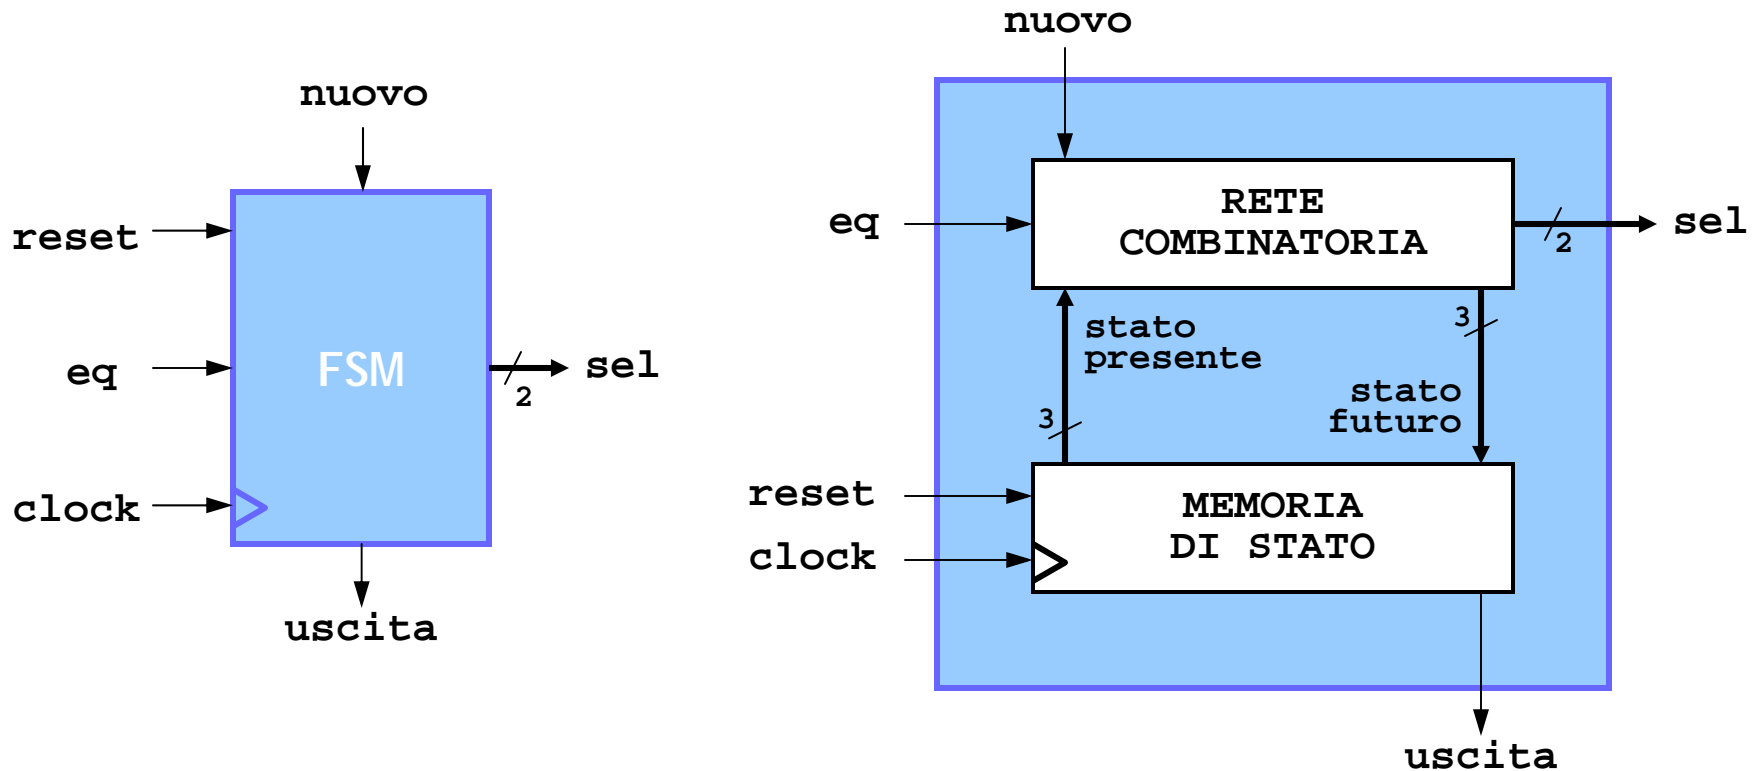 nuovo
reset
eq
FSM
2
sel
clock
uscita
nuovo
RETE
COMBINATORIA
eq
2
sel
stato
presente
3
3
stato
futuro
reset
clock
MEMORIA
DI STATO
uscita